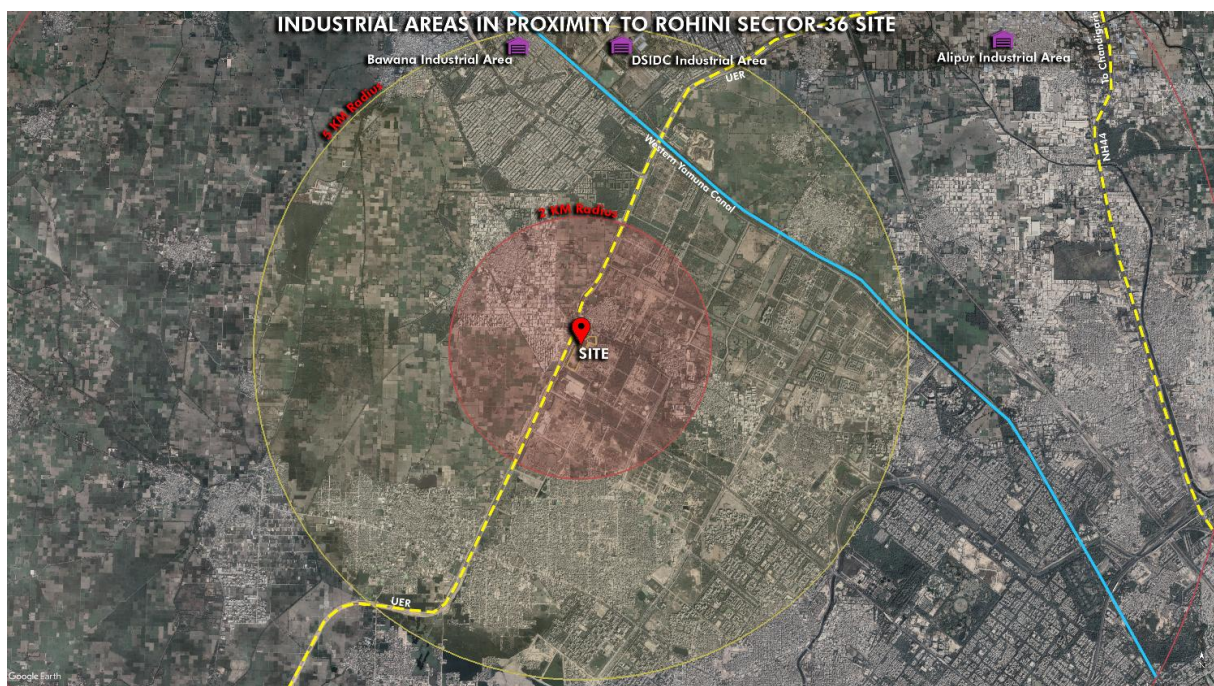 INDUSTRIAL AREAS IN PROXIMITY TO ROHINI SECTOR-36 SITE
Bawana Industrial Area
DSIDC Industrial Area
Alipur Industrial Area
To Chandigarh
UER
5 KM Radius
Western Yamuna Canal
NH44
2 KM Radius
SITE
UER
Google Earth